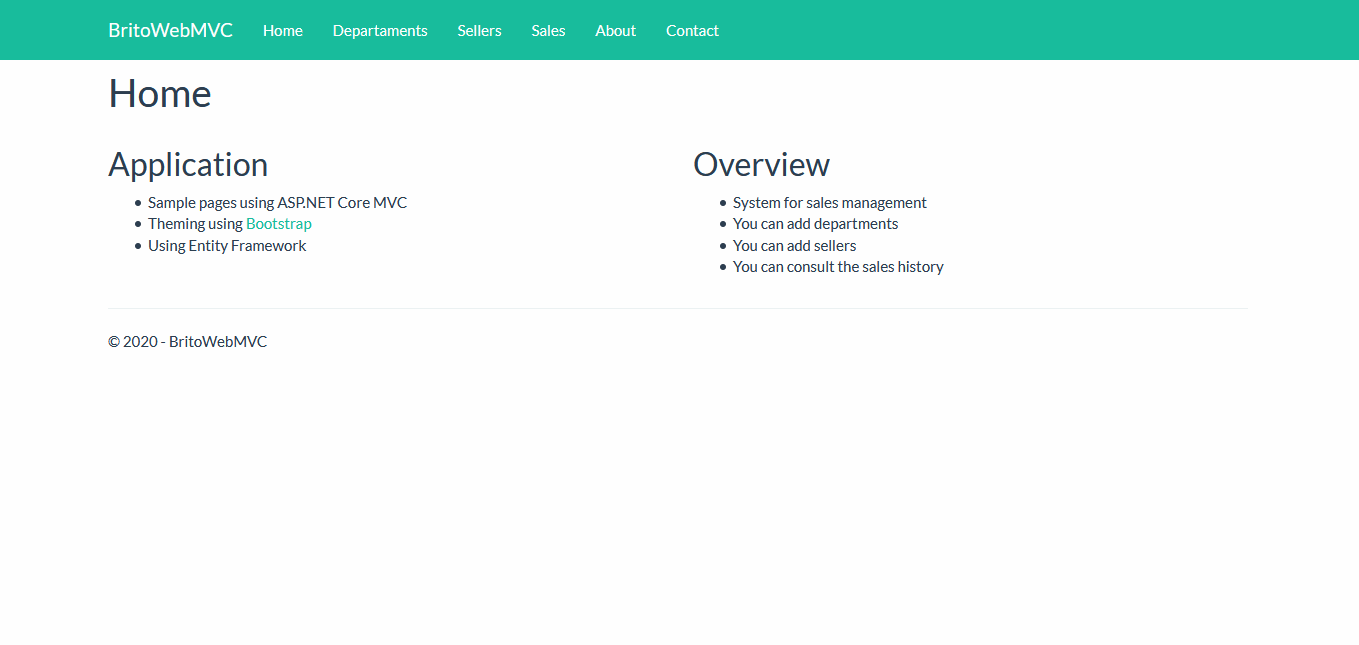 BritoWebMVC Home Departaments Sellers Sales About Contact
Home
Application
Sample pages using ASP.NET Core MVC
Theming using Bootstrap
Using Entity Framework
Overview
System for sales management
You can add departments
You can add sellers
You can consult the sales history
© 2020 - BritoWebMVC